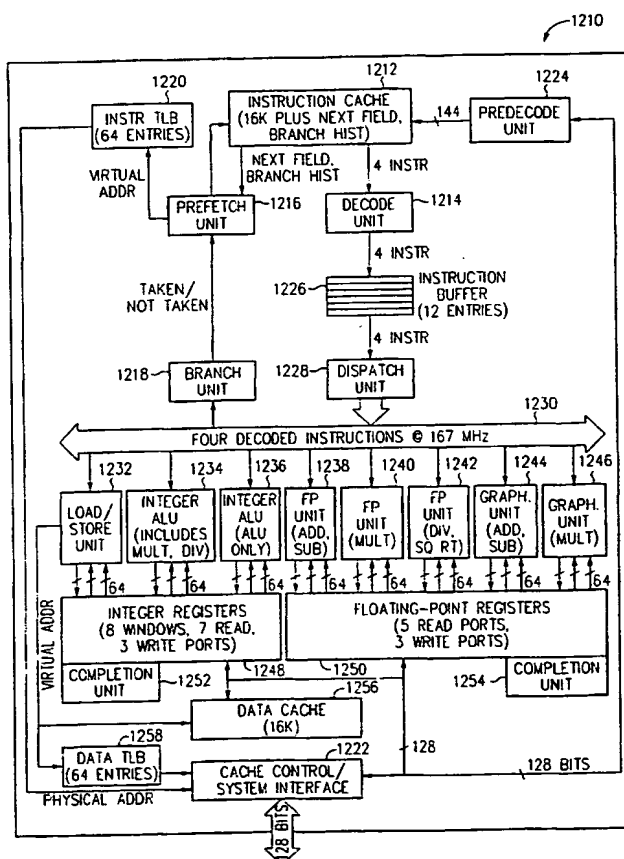 1210
1220
1212
1224
INSTR TLB
(64 ENTRIES)
INSTRUCTION CACHE
(16K PLUS NEXT FIELD,
BRANCH HIST)
144
PREDECODE
UNIT
VIRTUAL
ADDR
NEXT FIELD,
BRANCH HIST
4 INSTR
PREFETCH
UNIT
1216
DECODE
UNIT
1214
4 INSTR
TAKEN/
NOT TAKEN
1226
INSTRUCTION
BUFFER
(12 ENTRIES)
4 INSTR
1218
BRANCH
UNIT
1228
DISPATCH
UNIT
1230
FOUR DECODED INSTRUCTIONS @ 167 MHz
1232
1234
1236
1238
1240
1242
1244
1246
LOAD/
STORE
UNIT
INTEGER
ALU
(INCLUDES
MULT, DIV)
INTEGER
ALU
(ALU
ONLY)
FP
UNIT
(ADD,
SUB)
FP
UNIT
(MULT)
FP
UNIT
(DIV,
SQ RT)
GRAPH.
UNIT
(ADD,
SUB)
GRAPH.
UNIT
(MULT)
64
64
64
64
64
64
64
64
VIRTUAL ADDR
INTEGER REGISTERS
(8 WINDOWS, 7 READ,
3 WRITE PORTS)
FLOATING-POINT REGISTERS
(5 READ PORTS,
3 WRITE PORTS)
COMPLETION UNIT
1252
1248
1250
1254
COMPLETION UNIT
1256
DATA CACHE
(16K)
1258
DATA TLB
(64 ENTRIES)
1222
CACHE CONTROL/
SYSTEM INTERFACE
128
128 BITS
PHYSICAL ADDR
128 BITS